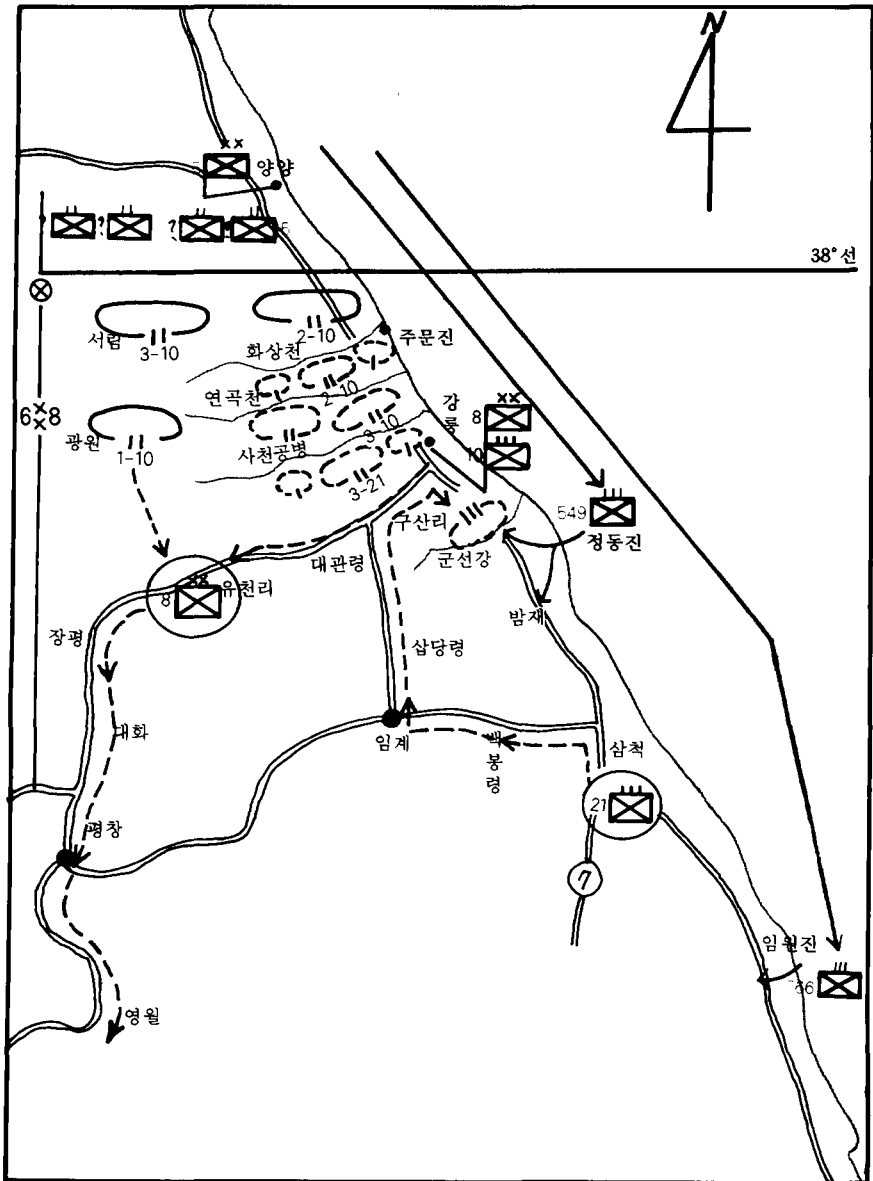 N
양양
? ?
38°선
서림
3-10
2-10
화상천
주문진
연곡천
2-10
6 8
광원
1-10
3-10
강릉
8
10
사천공병
3-21
구산리
549
정동진
군선강
대관령
8
유천리
밤재
장평
삽당령
대화
임계
백봉령
삼척
21
평창
7
임원진
66
영월